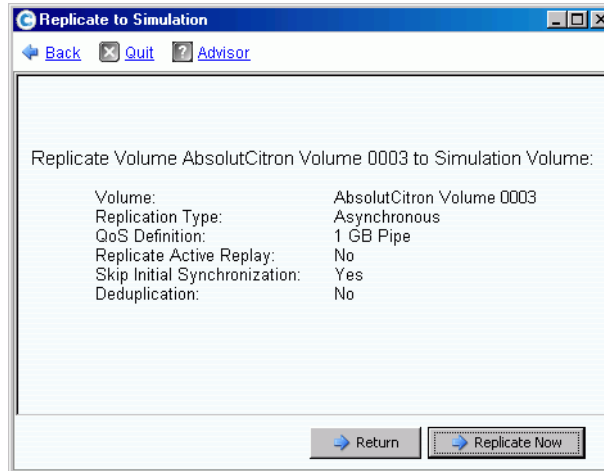 Replicate to Simulation
Back Quit Advisor
Replicate Volume AbsolutCitron Volume 0003 to Simulation Volume:
Volume: AbsolutCitron Volume 0003
Replication Type: Asynchronous
QoS Definition: 1 GB Pipe
Replicate Active Replay: No
Skip Initial Synchronization: Yes
Deduplication: No
Return Replicate Now